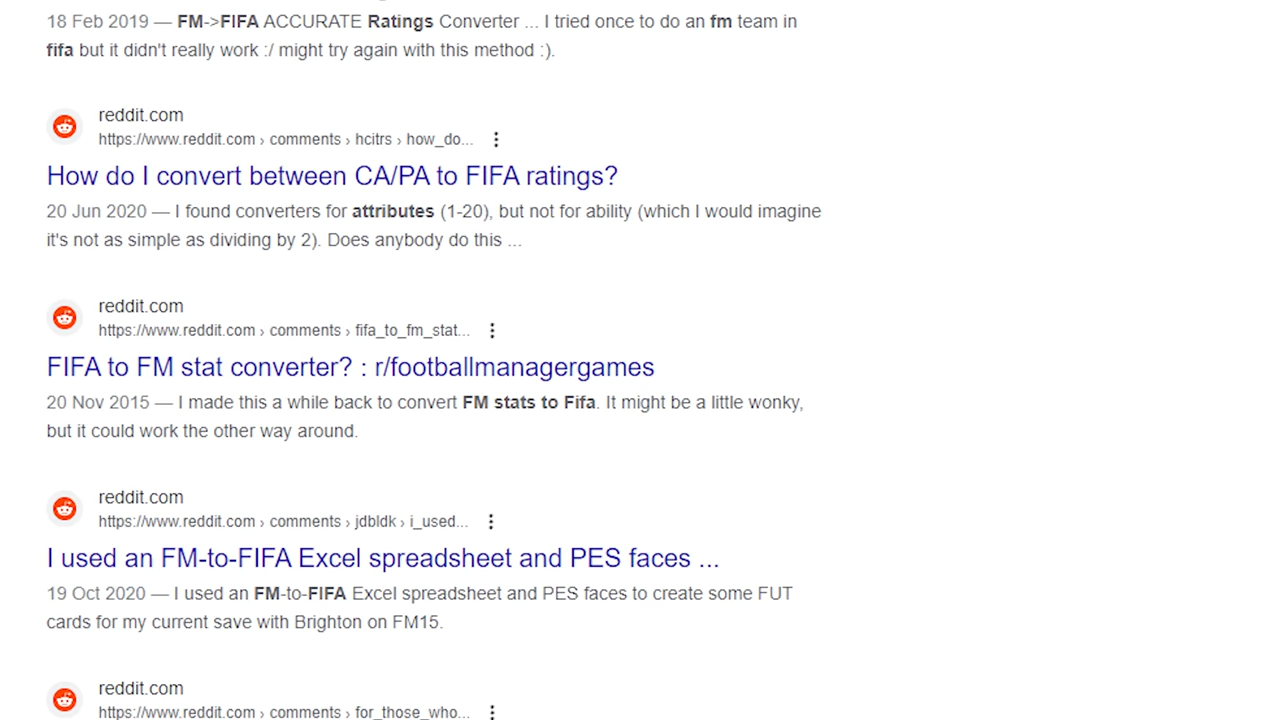 18 Feb 2019 — FM->FIFA ACCURATE Ratings Converter ... I tried once to do an fm team in
fifa but it didn't really work :/ might try again with this method :).
reddit.com
https://www.reddit.com › comments › hcitrs › how_do...
How do I convert between CA/PA to FIFA ratings?
20 Jun 2020 — I found converters for attributes (1-20), but not for ability (which I would imagine
it's not as simple as dividing by 2). Does anybody do this ...
reddit.com
https://www.reddit.com › comments › fifa_to_fm_stat...
FIFA to FM stat converter? : r/footballmanagergames
20 Nov 2015 — I made this a while back to convert FM stats to Fifa. It might be a little wonky,
but it could work the other way around.
reddit.com
https://www.reddit.com › comments › jdbldk › i_used...
I used an FM-to-FIFA Excel spreadsheet and PES faces ...
19 Oct 2020 — I used an FM-to-FIFA Excel spreadsheet and PES faces to create some FUT
cards for my current save with Brighton on FM15.
reddit.com
https://www.reddit.com › comments › for_those_who...